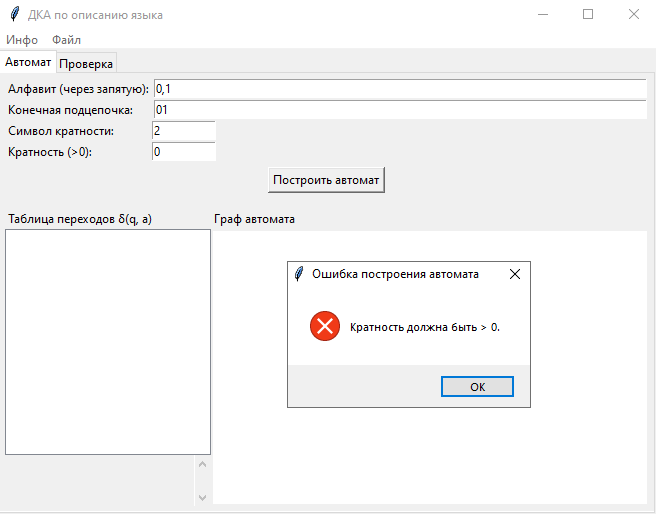 ДКА по описанию языка
Инфо Файл
Автомат Проверка
Алфавит (через запятую): 0,1
Конечная подцепочка: 01
Символ кратности: 2
Кратность (>0): 0
Построить автомат
Таблица переходов δ(q, a) Граф автомата
Ошибка построения автомата
Кратность должна быть > 0.
ОК